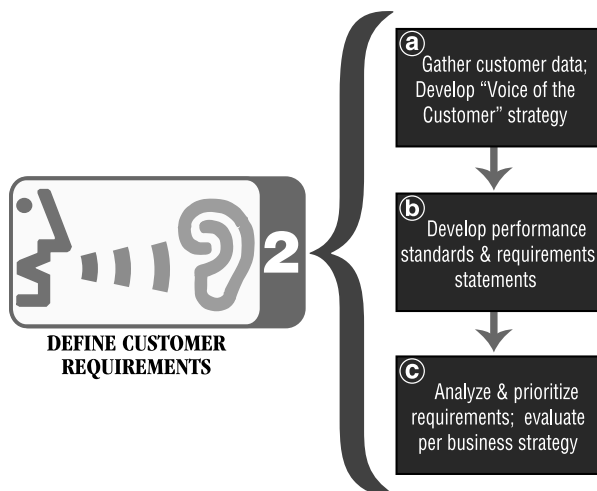 2
DEFINE CUSTOMER
REQUIREMENTS
a
Gather customer data;
Develop “Voice of the
Customer” strategy
b
Develop performance
standards & requirements
statements
c
Analyze & prioritize
requirements; evaluate
per business strategy